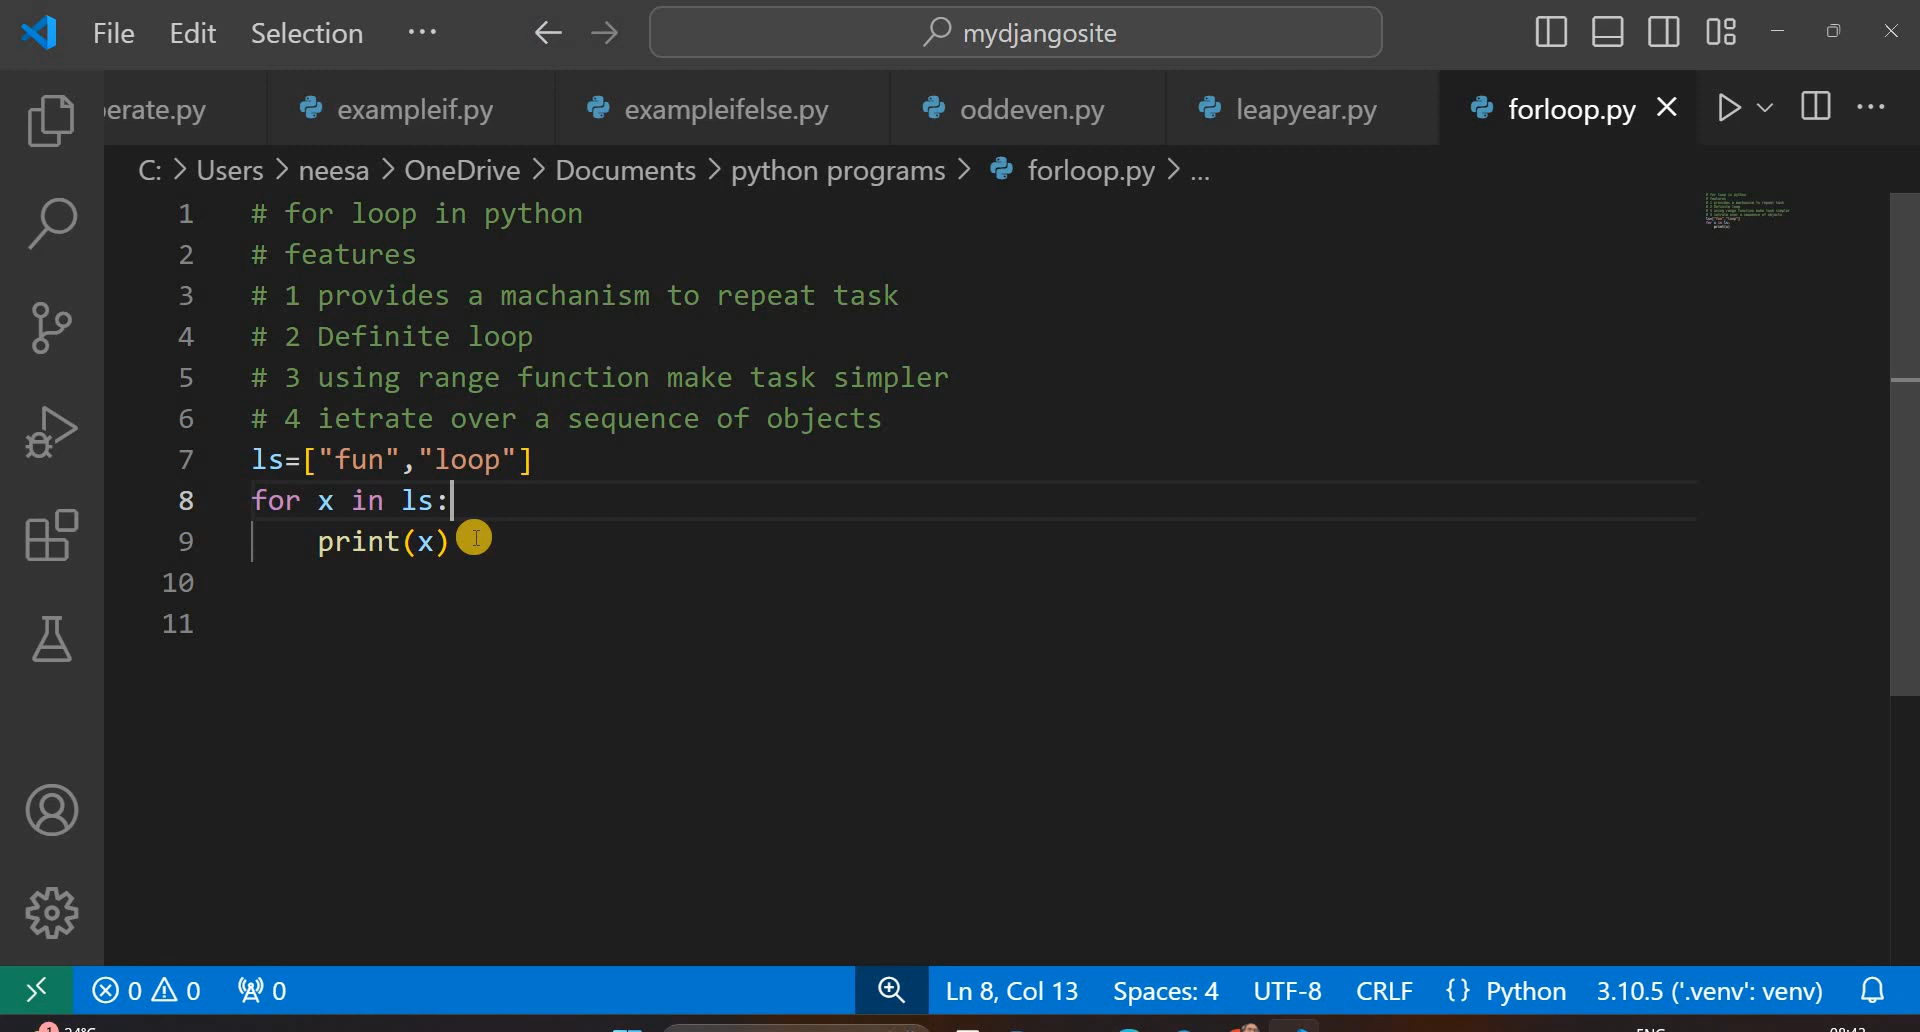 File Edit Selection ··· mydjangosite
erate.py exampleif.py exampleifelse.py oddeven.py leapyear.py forloop.py
C: > Users > neesa > OneDrive > Documents > python programs > forloop.py > ...
1 # for loop in python
2 # features
3 # 1 provides a machanism to repeat task
4 # 2 Definite loop
5 # 3 using range function make task simpler
6 # 4 ietrate over a sequence of objects
7 ls=["fun","loop"]
8 for x in ls:
9 print(x)
10
11
0 0 0 Ln 8, Col 13 Spaces: 4 UTF-8 CRLF {} Python 3.10.5 ('.venv': venv)